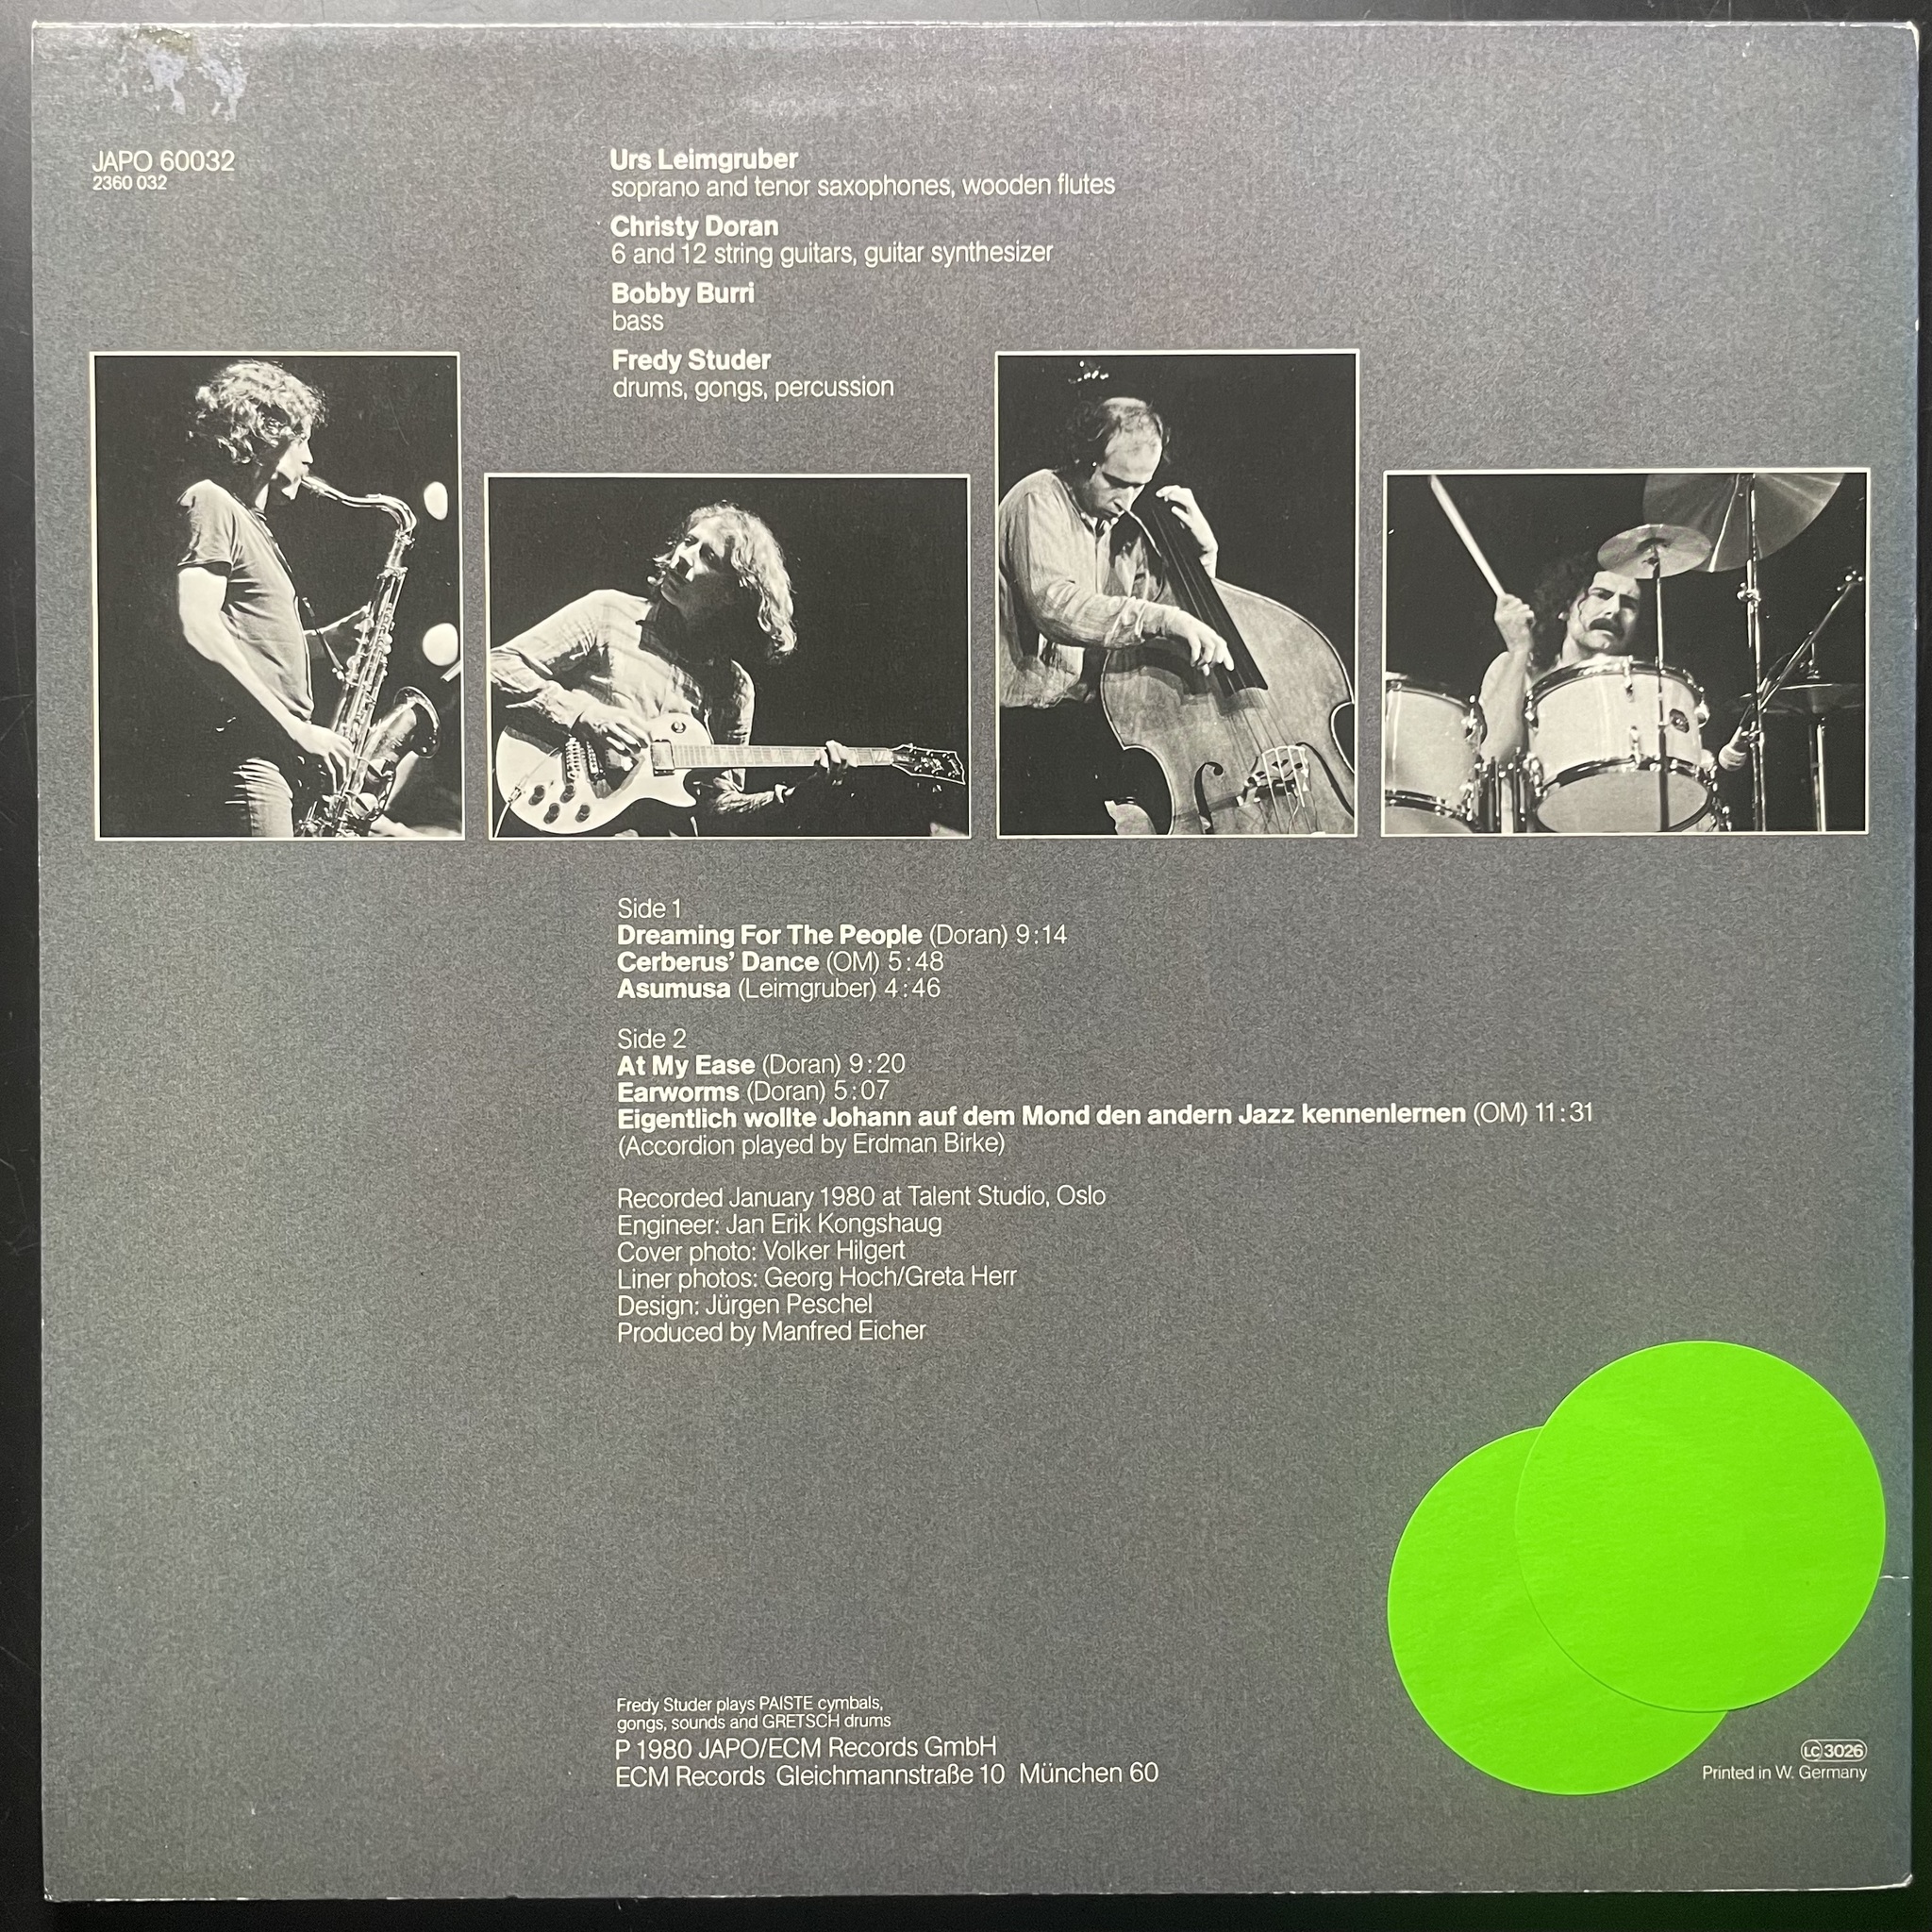 JAPO 60032
2360 032
Urs Leimgruber
soprano and tenor saxophones, wooden flutes
Christy Doran
6 and 12 string guitars, guitar synthesizer
Bobby Burri
bass
Fredy Studer
drums, gongs, percussion
Side 1
Dreaming For The People (Doran) 9:14
Cerberus’ Dance (OM) 5:48
Asumusa (Leimgruber) 4:46
Side 2
At My Ease (Doran) 9:20
Earworms (Doran) 5:07
Eigentlich wollte Johann auf dem Mond den andern Jazz kennenlernen (OM) 11:31
(Accordion played by Erdman Birke)
Recorded January 1980 at Talent Studio, Oslo
Engineer: Jan Erik Kongshaug
Cover photo: Volker Hilgert
Liner photos: Georg Hoch/Greta Herr
Design: Jürgen Peschel
Produced by Manfred Eicher
Fredy Studer plays PAISTE cymbals,
gongs, sounds and GRETSCH drums
P 1980 JAPO/ECM Records GmbH
ECM Records Gleichmannstraße 10 München 60
LC 3026
Printed in W. Germany